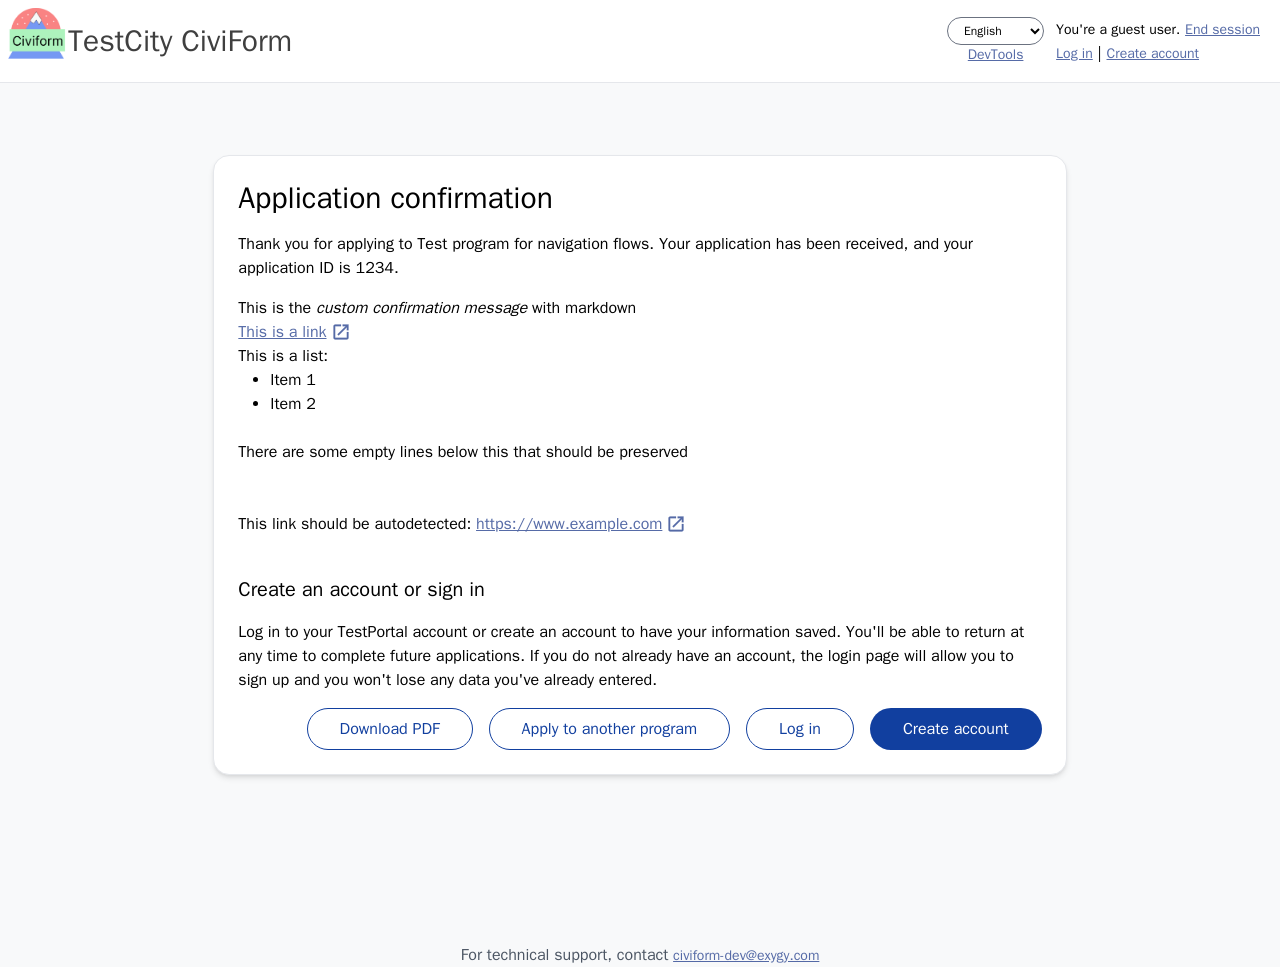 Civiform
TestCity CiviForm
English
DevTools
You're a guest user. End session
Log in | Create account
Application confirmation
Thank you for applying to Test program for navigation flows. Your application has been received, and your
application ID is 1234.
This is the custom confirmation message with markdown
This is a link
This is a list:
• Item 1
• Item 2
There are some empty lines below this that should be preserved
This link should be autodetected: https://www.example.com
Create an account or sign in
Log in to your TestPortal account or create an account to have your information saved. You'll be able to return at
any time to complete future applications. If you do not already have an account, the login page will allow you to
sign up and you won't lose any data you've already entered.
Download PDF
Apply to another program
Log in
Create account
For technical support, contact civiform-dev@exygy.com